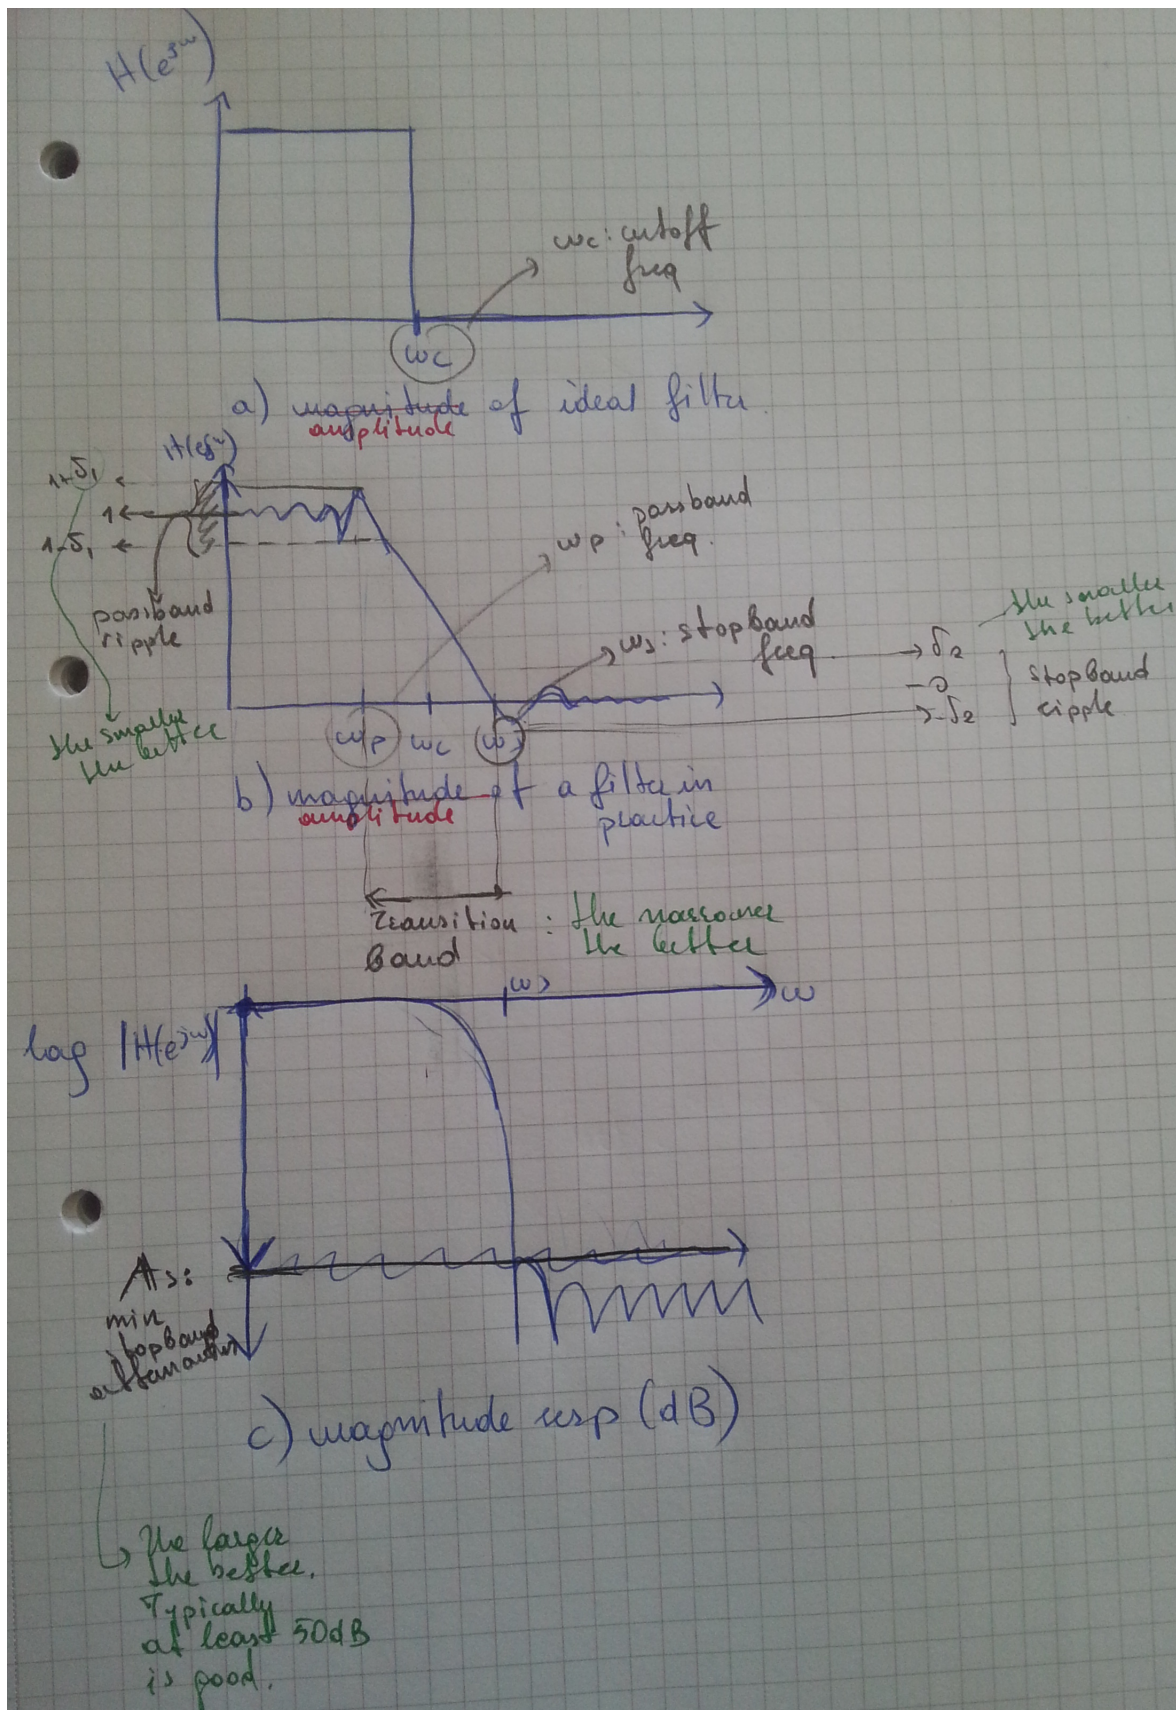 H(e^jω)
ωc: cutoff
freq
ωc
a) magnitude of ideal filter
amplitude
H(e^jω)
1+δ₁
1
1-δ₁
passband
ripple
the smaller
the better
ωp: passband
freq.
ωs: stopband
freq
the smaller
the better
δ₂
0
-δ₂
stopband
ripple
ωp ωc ωs
b) magnitude of a filter in
amplitude
practice
Transition : the narrower
band the better
ωs
ω
log |H(e^jω)|
As:
min
stopband
attenuation
c) magnitude resp (dB)
The larger
the better.
Typically
at least 50dB
is good.